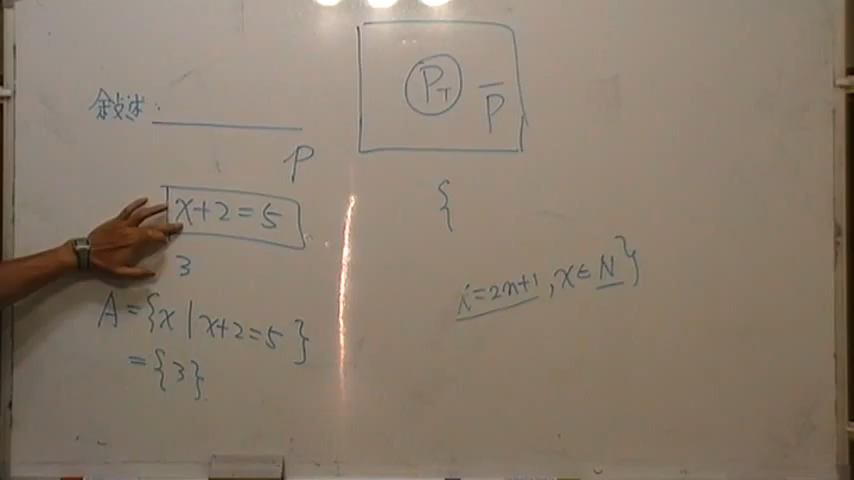 敘述:
P
x+2=5
3
A={x|x+2=5}
={3}
P_T
P̅
{
i=2n+1, x∈N}